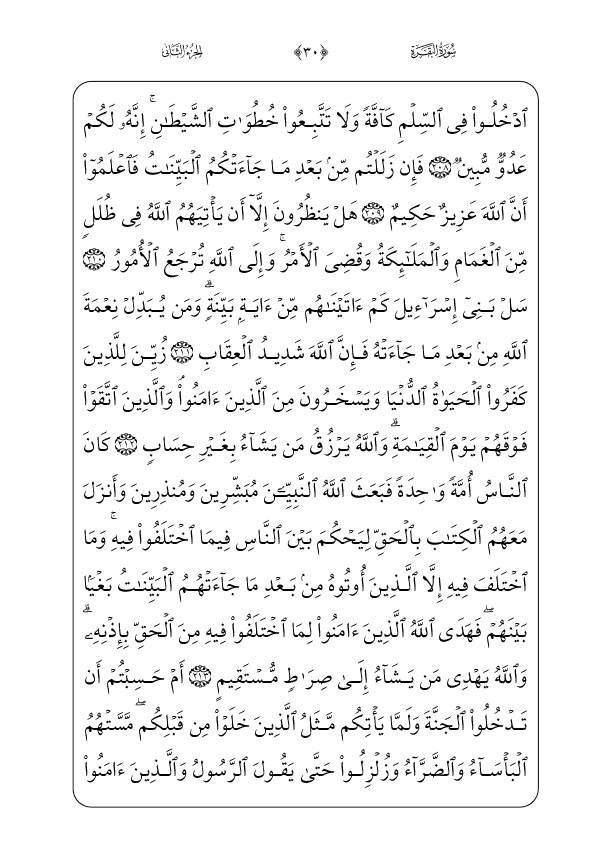 سُورَةُ البَقَرَةِ ﴿٣٠﴾ الجُزءُ الثَّانِي
ٱدۡخُلُواْ فِي ٱلسِّلۡمِ كَآفَّةٗ وَلَا تَتَّبِعُواْ خُطُوَٰتِ ٱلشَّيۡطَٰنِۚ إِنَّهُۥ لَكُمۡ
عَدُوّٞ مُّبِينٞ ٢٠٨ فَإِن زَلَلۡتُم مِّنۢ بَعۡدِ مَا جَآءَتۡكُمُ ٱلۡبَيِّنَٰتُ فَٱعۡلَمُوٓاْ
أَنَّ ٱللَّهَ عَزِيزٌ حَكِيمٌ ٢٠٩ هَلۡ يَنظُرُونَ إِلَّآ أَن يَأۡتِيَهُمُ ٱللَّهُ فِي ظُلَلٖ
مِّنَ ٱلۡغَمَامِ وَٱلۡمَلَٰٓئِكَةُ وَقُضِيَ ٱلۡأَمۡرُۚ وَإِلَى ٱللَّهِ تُرۡجَعُ ٱلۡأُمُورُ ٢١٠
سَلۡ بَنِيٓ إِسۡرَٰٓءِيلَ كَمۡ ءَاتَيۡنَٰهُم مِّنۡ ءَايَةِۭ بَيِّنَةٖۗ وَمَن يُبَدِّلۡ نِعۡمَةَ
ٱللَّهِ مِنۢ بَعۡدِ مَا جَآءَتۡهُ فَإِنَّ ٱللَّهَ شَدِيدُ ٱلۡعِقَابِ ٢١١ زُيِّنَ لِلَّذِينَ
كَفَرُواْ ٱلۡحَيَوٰةُ ٱلدُّنۡيَا وَيَسۡخَرُونَ مِنَ ٱلَّذِينَ ءَامَنُواْۘ وَٱلَّذِينَ ٱتَّقَوۡاْ
فَوۡقَهُمۡ يَوۡمَ ٱلۡقِيَٰمَةِۗ وَٱللَّهُ يَرۡزُقُ مَن يَشَآءُ بِغَيۡرِ حِسَابٖ ٢١٢ كَانَ
ٱلنَّاسُ أُمَّةٗ وَٰحِدَةٗ فَبَعَثَ ٱللَّهُ ٱلنَّبِيِّـۧنَ مُبَشِّرِينَ وَمُنذِرِينَ وَأَنزَلَ
مَعَهُمُ ٱلۡكِتَٰبَ بِٱلۡحَقِّ لِيَحۡكُمَ بَيۡنَ ٱلنَّاسِ فِيمَا ٱخۡتَلَفُواْ فِيهِۚ وَمَا
ٱخۡتَلَفَ فِيهِ إِلَّا ٱلَّذِينَ أُوتُوهُ مِنۢ بَعۡدِ مَا جَآءَتۡهُمُ ٱلۡبَيِّنَٰتُ بَغۡيَۢا
بَيۡنَهُمۡۖ فَهَدَى ٱللَّهُ ٱلَّذِينَ ءَامَنُواْ لِمَا ٱخۡتَلَفُواْ فِيهِ مِنَ ٱلۡحَقِّ بِإِذۡنِهِۦۗ
وَٱللَّهُ يَهۡدِي مَن يَشَآءُ إِلَىٰ صِرَٰطٖ مُّسۡتَقِيمٍ ٢١٣ أَمۡ حَسِبۡتُمۡ أَن
تَدۡخُلُواْ ٱلۡجَنَّةَ وَلَمَّا يَأۡتِكُم مَّثَلُ ٱلَّذِينَ خَلَوۡاْ مِن قَبۡلِكُمۖ مَّسَّتۡهُمُ
ٱلۡبَأۡسَآءُ وَٱلضَّرَّآءُ وَزُلۡزِلُواْ حَتَّىٰ يَقُولَ ٱلرَّسُولُ وَٱلَّذِينَ ءَامَنُواْ